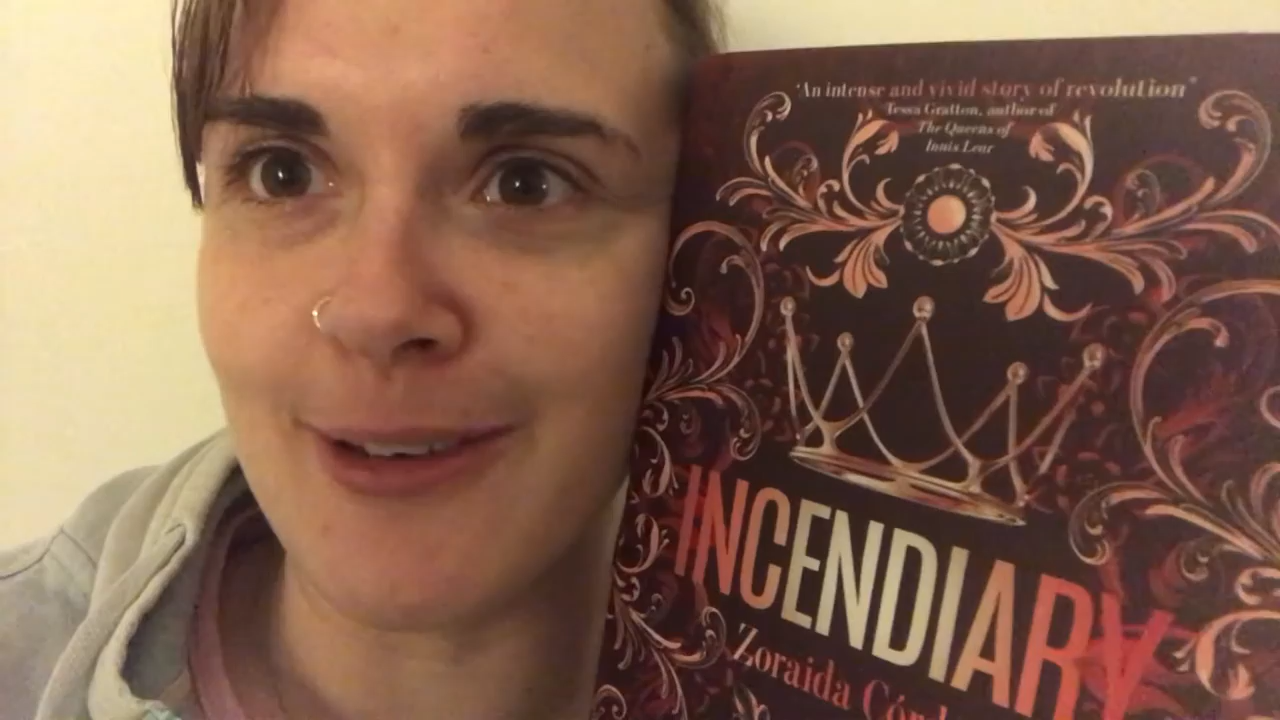 'An intense and vivid story of revolution'
Tessa Gratton, author of
The Queens of
Innis Lear
INCENDIARY
Zoraida